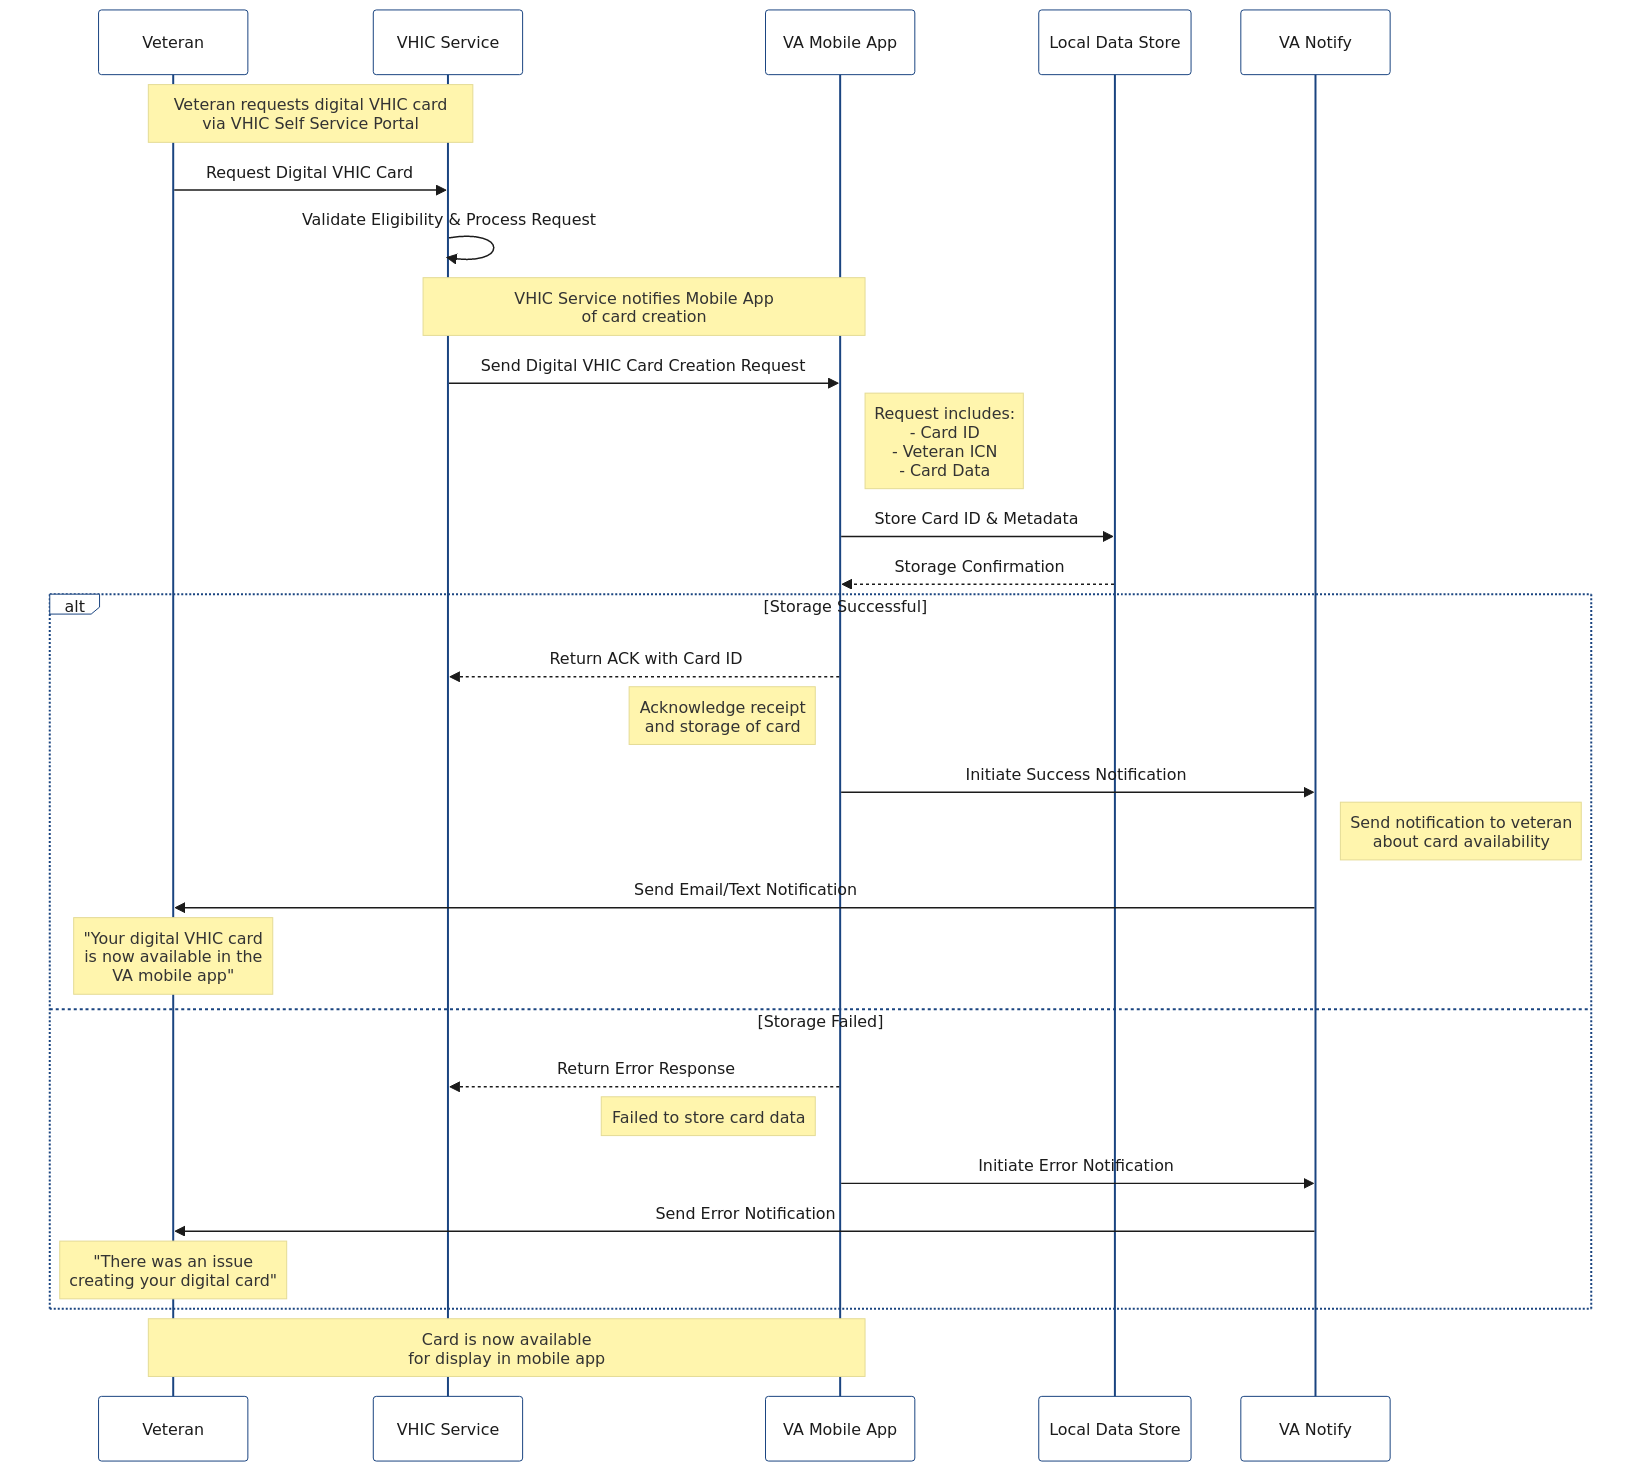 Veteran
VHIC Service
VA Mobile App
Local Data Store
VA Notify
Veteran requests digital VHIC card
via VHIC Self Service Portal
Request Digital VHIC Card
Validate Eligibility & Process Request
VHIC Service notifies Mobile App
of card creation
Send Digital VHIC Card Creation Request
Request includes:
- Card ID
- Veteran ICN
- Card Data
Store Card ID & Metadata
Storage Confirmation
alt
[Storage Successful]
Return ACK with Card ID
Acknowledge receipt
and storage of card
Initiate Success Notification
Send notification to veteran
about card availability
Send Email/Text Notification
"Your digital VHIC card
is now available in the
VA mobile app"
[Storage Failed]
Return Error Response
Failed to store card data
Initiate Error Notification
Send Error Notification
"There was an issue
creating your digital card"
Card is now available
for display in mobile app
Veteran
VHIC Service
VA Mobile App
Local Data Store
VA Notify